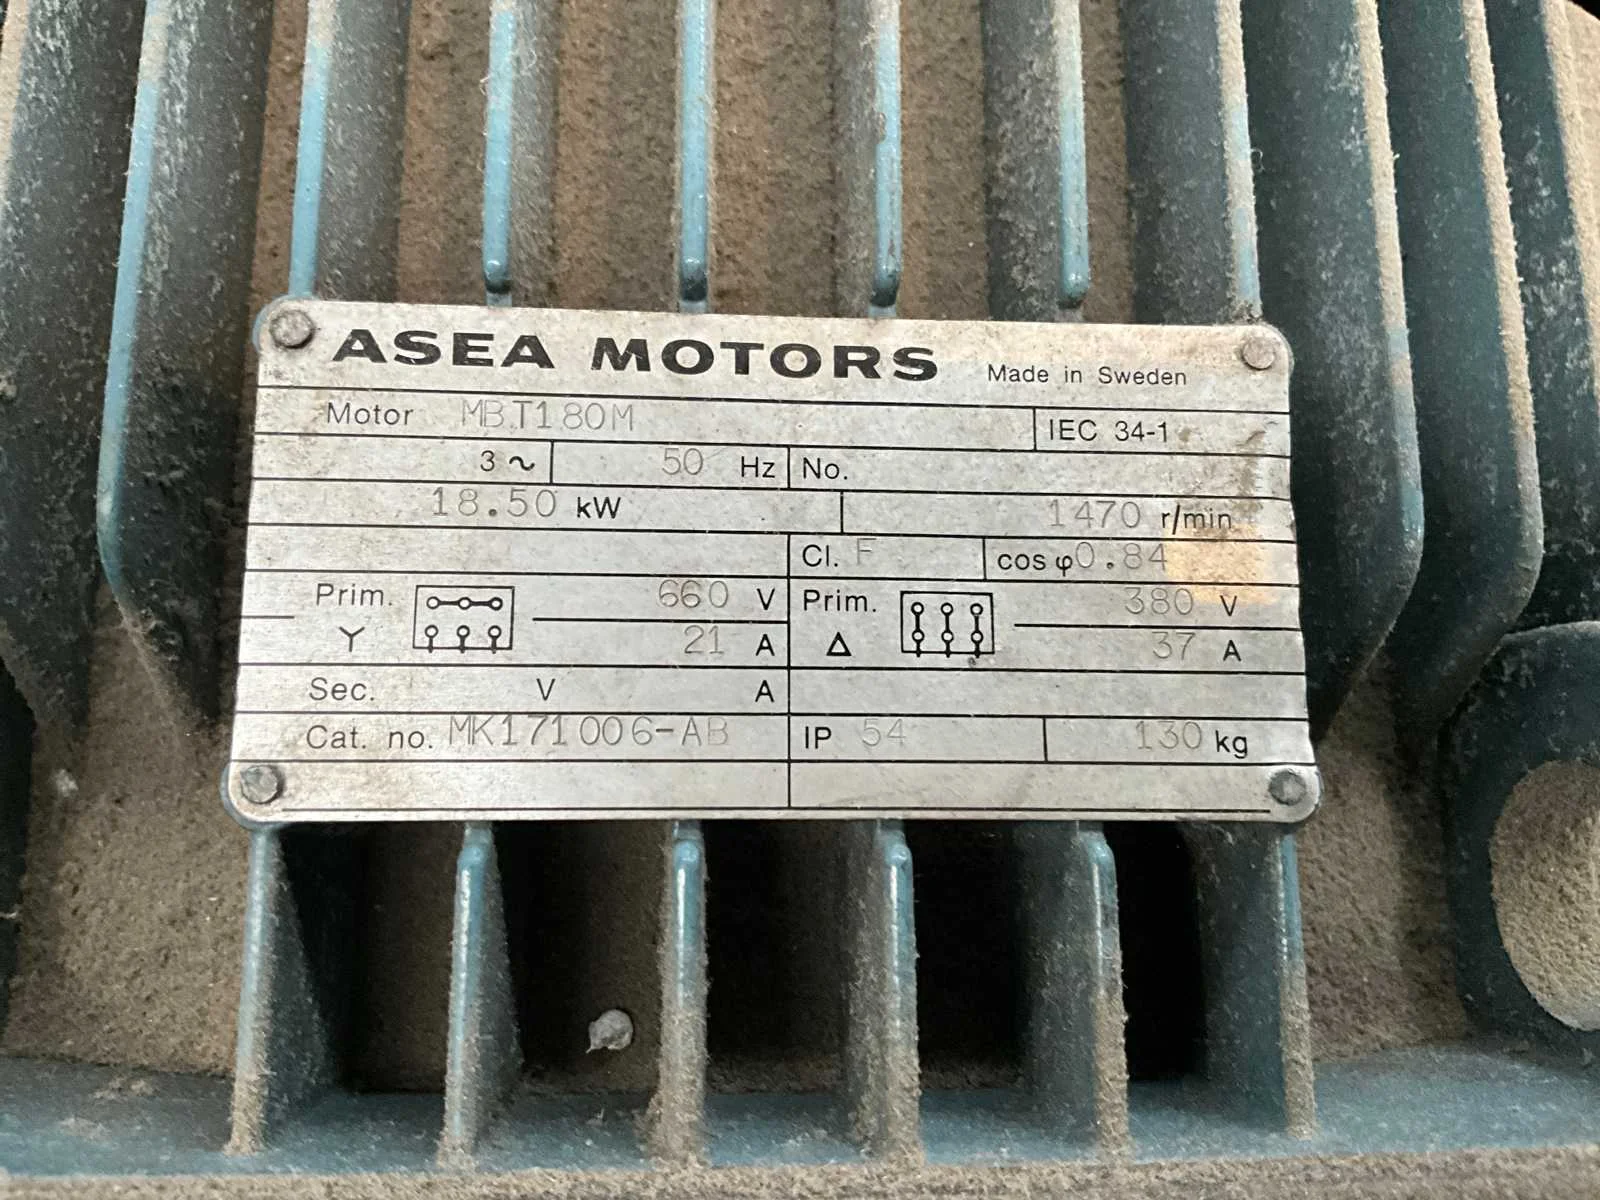 ASEA MOTORS Made in Sweden
Motor MBT180M IEC 34-1
3 ~ 50 Hz No.
18.50 kW 1470 r/min
Cl. F cos φ 0.84
Prim. 660 V Prim. 380 V
Y 21 A Δ 37 A
Sec. V A
Cat. no. MK171006-AB IP 54 130 kg